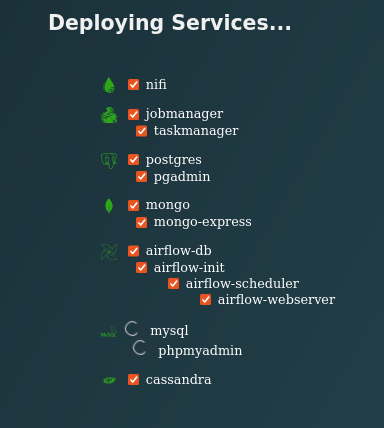 Deploying Services...
nifi
jobmanager
taskmanager
postgres
pgadmin
mongo
mongo-express
airflow-db
airflow-init
airflow-scheduler
airflow-webserver
mysql
phpmyadmin
cassandra